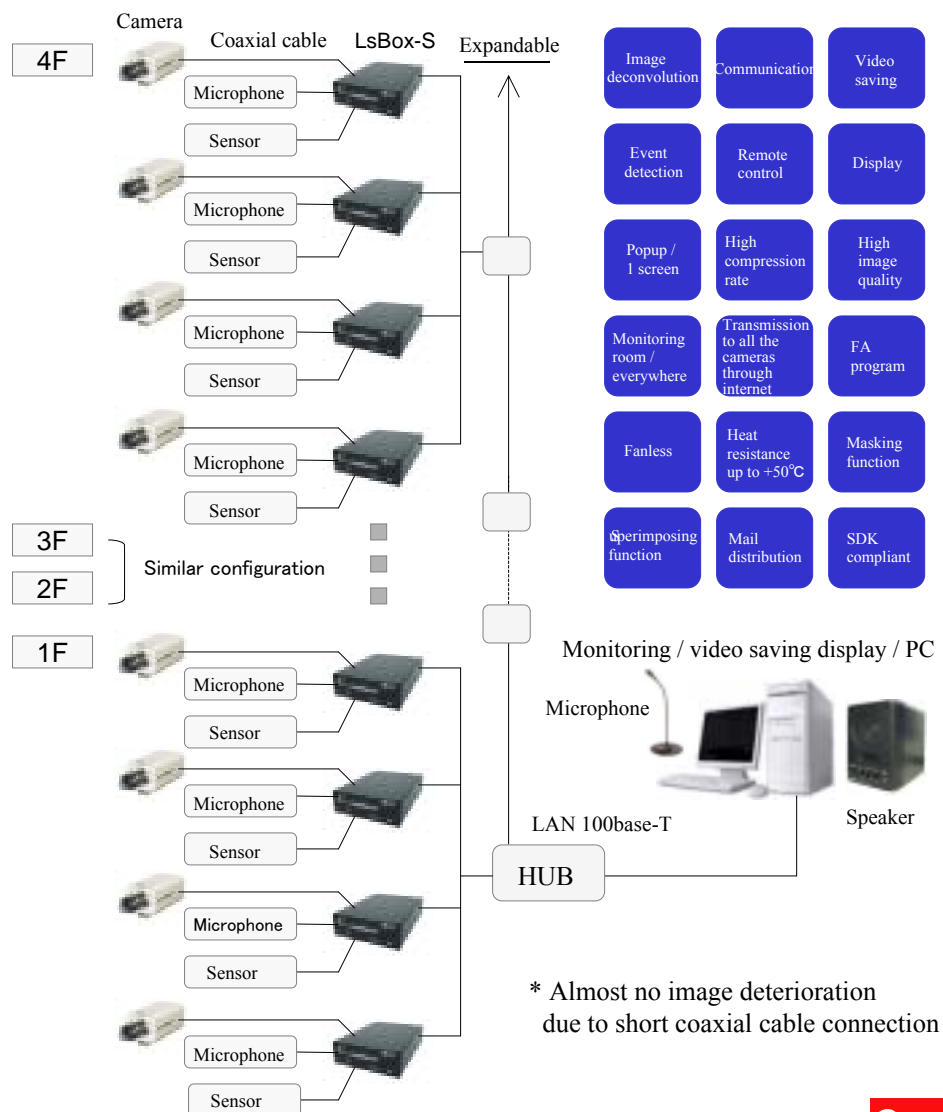 Camera
4F
Coaxial cable
LsBox-S
Expandable
Microphone
Sensor
Microphone
Sensor
Microphone
Sensor
Microphone
Sensor
3F
2F
Similar configuration
1F
Microphone
Sensor
Microphone
Sensor
Microphone
Sensor
Microphone
Sensor
Image
deconvolution
Communication
Video
saving
Event
detection
Remote
control
Display
Popup /
1 screen
High
compression
rate
High
image
quality
Monitoring
room /
everywhere
Transmission
to all the
cameras
through
internet
FA
program
Fanless
Heat
resistance
up to +50℃
Masking
function
Superimposing
function
Mail
distribution
SDK
compliant
Monitoring / video saving display / PC
Microphone
Speaker
LAN 100base-T
HUB
* Almost no image deterioration
due to short coaxial cable connection